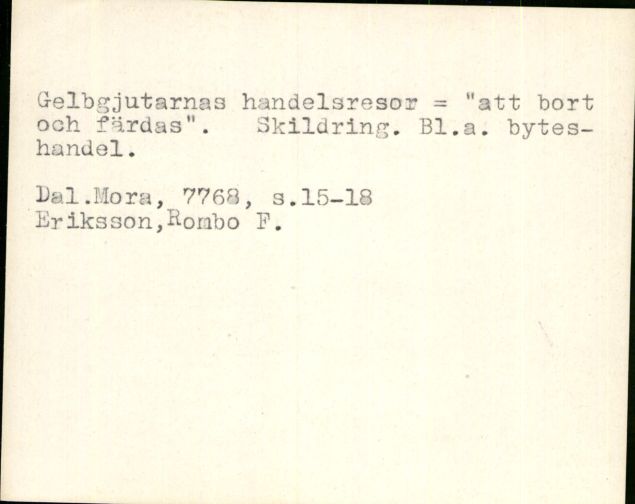 Gelbgjutarnas handelsresor = "att bort
och färdas".   Skildring. Bl.a. bytes-
handel.
Dal.Mora, 7768, s.15-18
Eriksson,Rombo F.